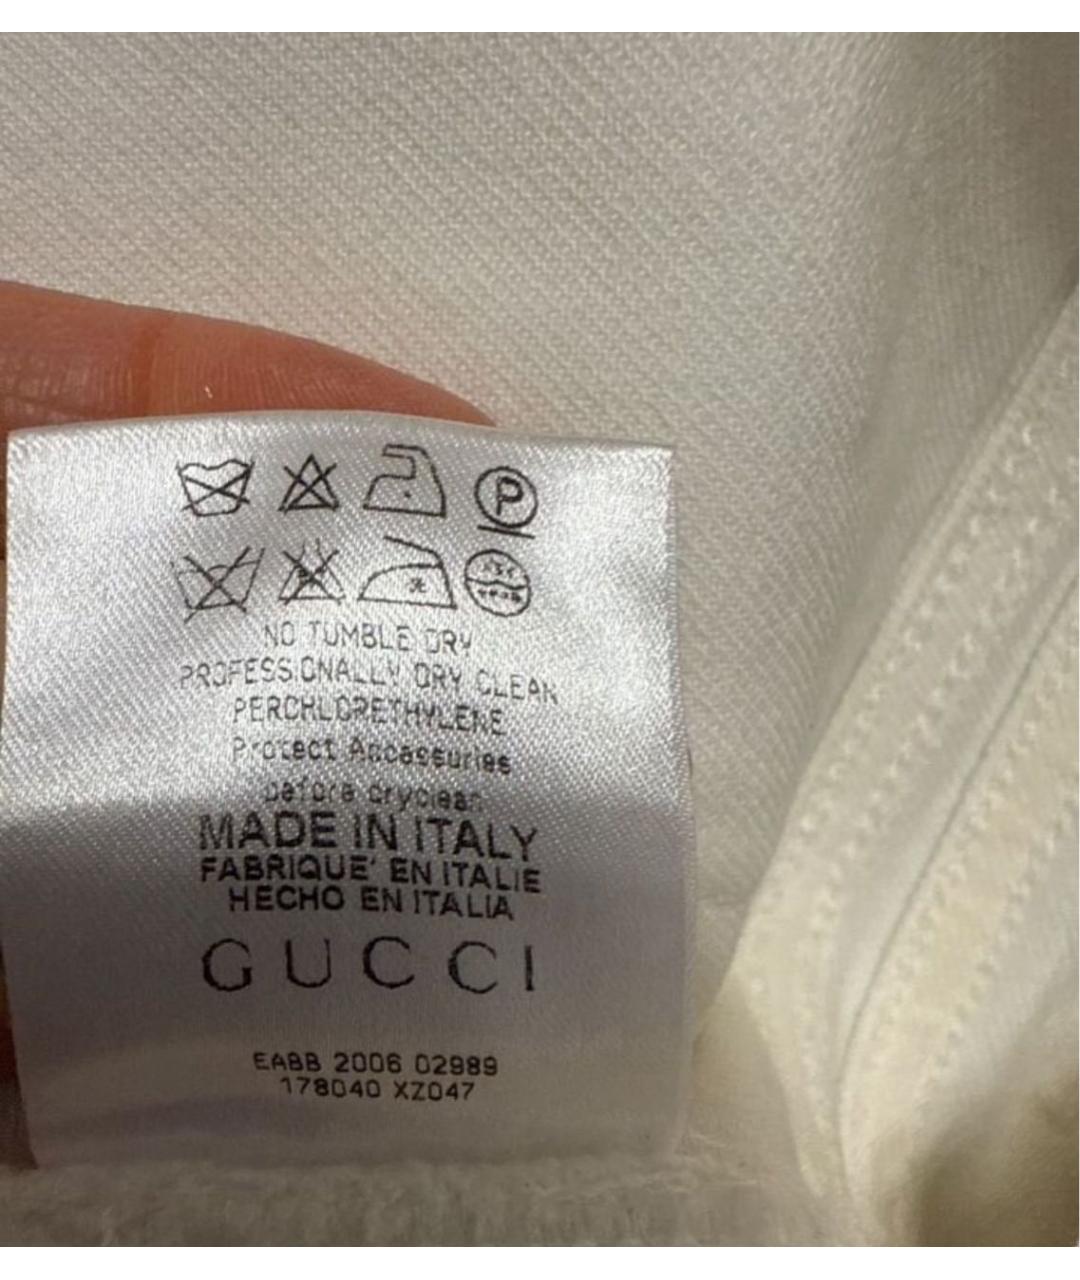 P
NO TUMBLE DRY
PROFESSIONALLY DRY CLEAN
PERCHLORETHYLENE
Protect Accessories
before dryclean
MADE IN ITALY
FABRIQUE' EN ITALIE
HECHO EN ITALIA
GUCCI
EABB 2006 02989
178040 XZ047